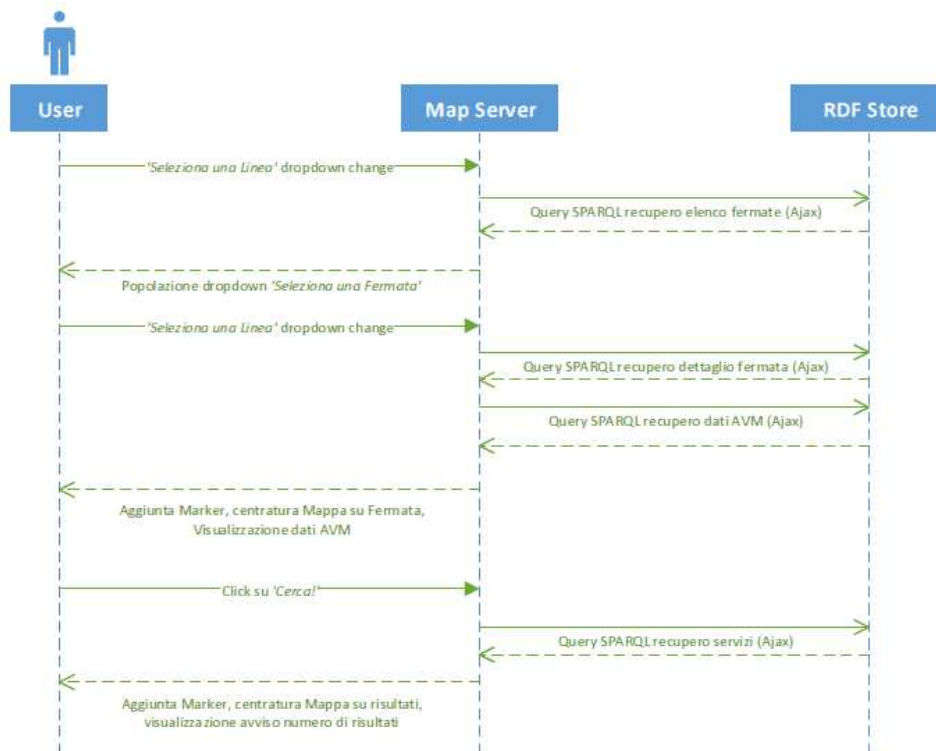 User
Map Server
RDF Store
'Seleziona una Linea' dropdown change
Query SPARQL recupero elenco fermate (Ajax)
Popolazione dropdown 'Seleziona una Fermata'
'Seleziona una Linea' dropdown change
Query SPARQL recupero dettaglio fermata (Ajax)
Query SPARQL recupero dati AVM (Ajax)
Aggiunta Marker, centratura Mappa su Fermata,
Visualizzazione dati AVM
Click su 'Cerca!'
Query SPARQL recupero servizi (Ajax)
Aggiunta Marker, centratura Mappa su risultati,
visualizzazione avviso numero di risultati